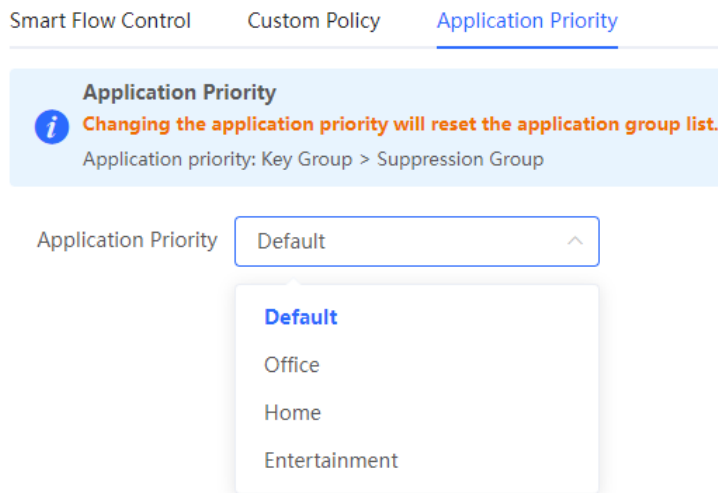 Smart Flow Control Custom Policy Application Priority
Application Priority
Changing the application priority will reset the application group list.
Application priority: Key Group > Suppression Group
Application Priority Default
Default
Office
Home
Entertainment